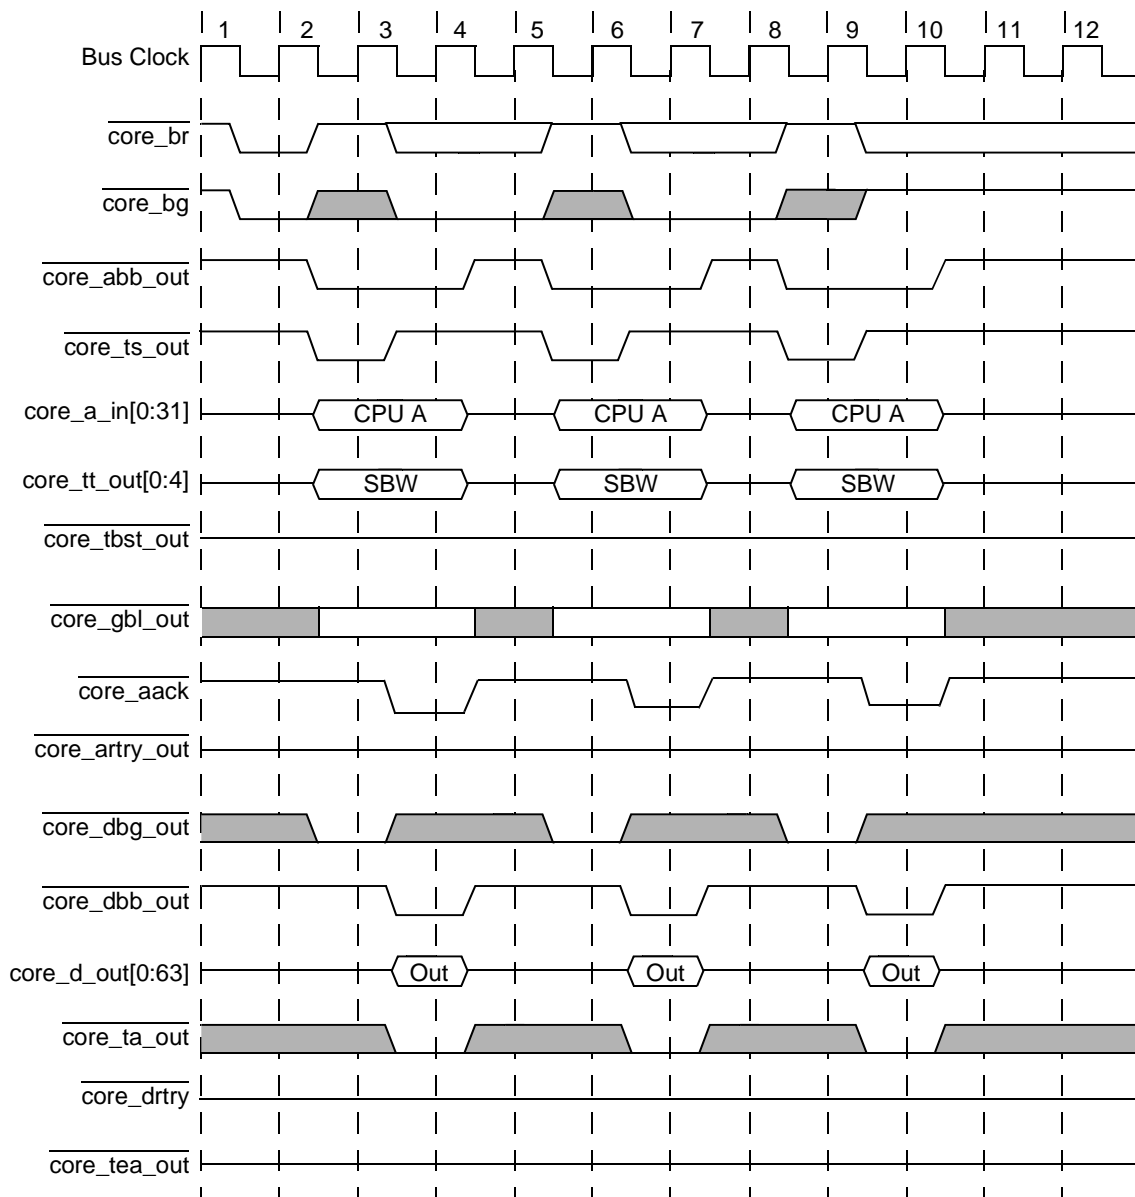 1 2 3 4 5 6 7 8 9 10 11 12
Bus Clock
core_br
core_bg
core_abb_out
core_ts_out
core_a_in[0:31] CPU A CPU A CPU A
core_tt_out[0:4] SBW SBW SBW
core_tbst_out
core_gbl_out
core_aack
core_artry_out
core_dbg_out
core_dbb_out
core_d_out[0:63] Out Out Out
core_ta_out
core_drtry
core_tea_out